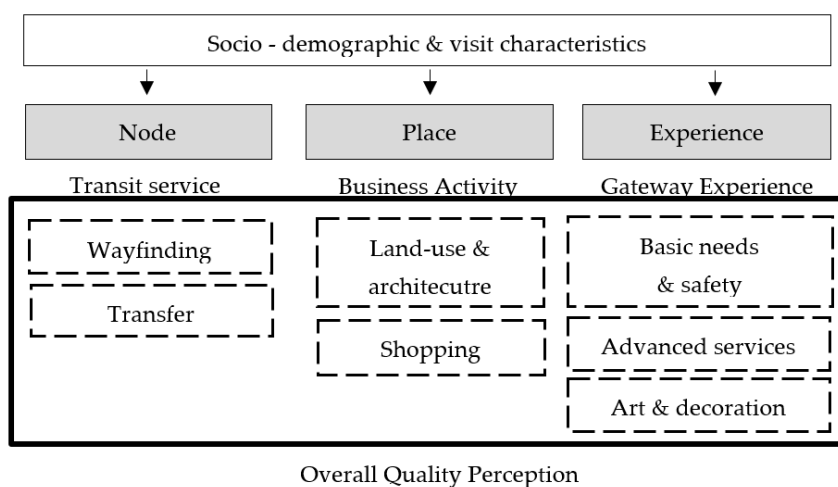 Socio - demographic & visit characteristics
Node
Place
Experience
Transit service
Business Activity
Gateway Experience
Wayfinding
Transfer
Land-use &
architecutre
Shopping
Basic needs
& safety
Advanced services
Art & decoration
Overall Quality Perception